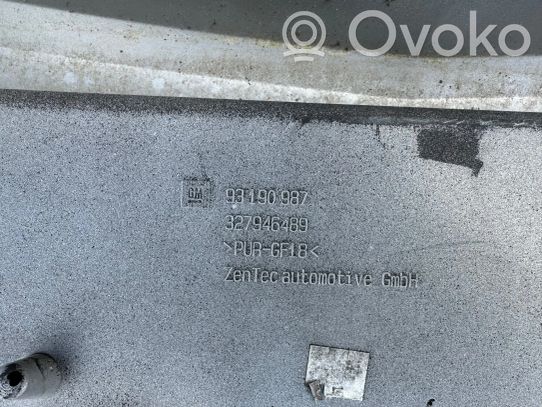 Ovoko
GM
93190987
327946489
>PUR-GF18<
ZenTec automotive GmbH